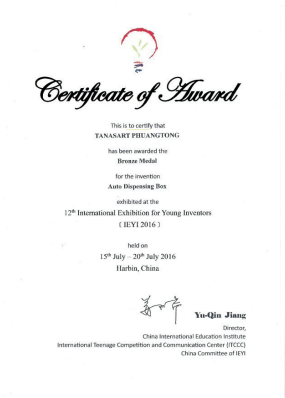 Certificate of Award
This is to certify that
TANASART PHUANGTONG
has been awarded the
Bronze Medal
for the invention
Auto Dispensing Box
exhibited at the
12th International Exhibition for Young Inventors
( IEYI 2016 )
held on
15th July – 20th July 2016
Harbin, China
Yu-Qin Jiang
Director,
China International Education Institute
International Teenage Competition and Communication Center (ITCCC)
China Committee of IEYI